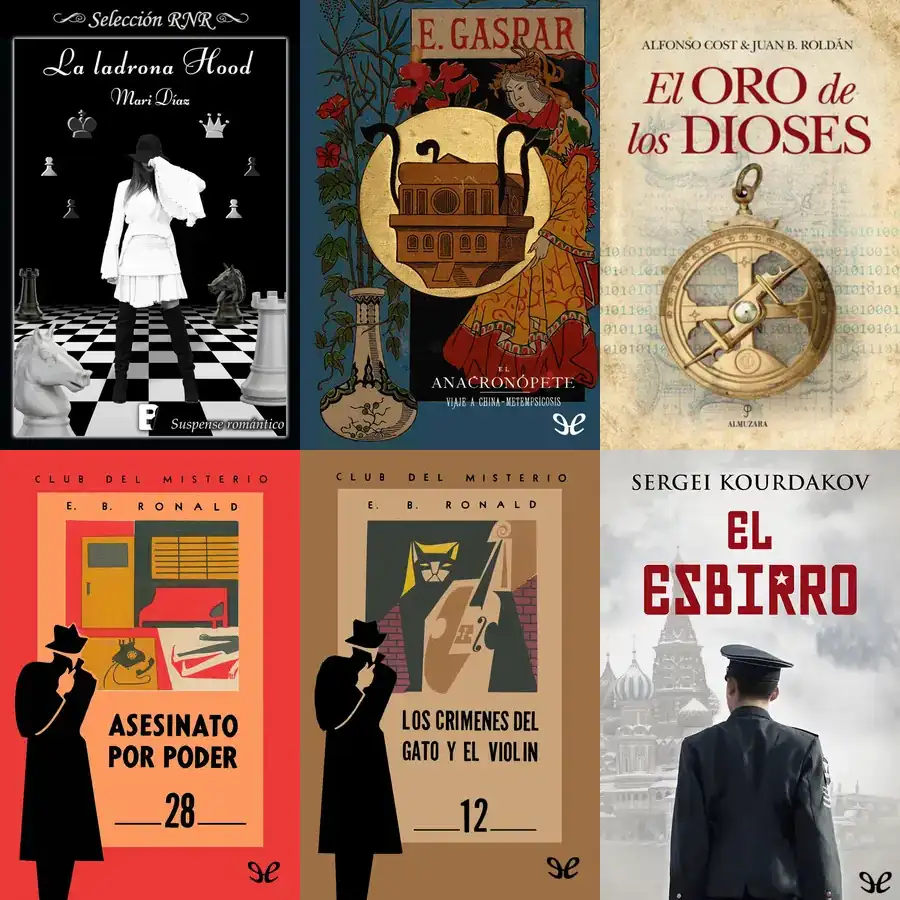 Selección RNR
La ladrona Hood
Mari Díaz
B
Suspense romántico
E. GASPAR
EL
ANACRONÓPETE
VIAJE A CHINA-METEMPSICOSIS
ALFONSO COST & JUAN B. ROLDÁN
El ORO de
los DIOSES
ALMUZARA
CLUB DEL MISTERIO
E. B. RONALD
ASESINATO
POR PODER
28
CLUB DEL MISTERIO
E. B. RONALD
LOS CRIMENES DEL
GATO Y EL VIOLIN
12
SERGEI KOURDAKOV
EL
ESBIRRO